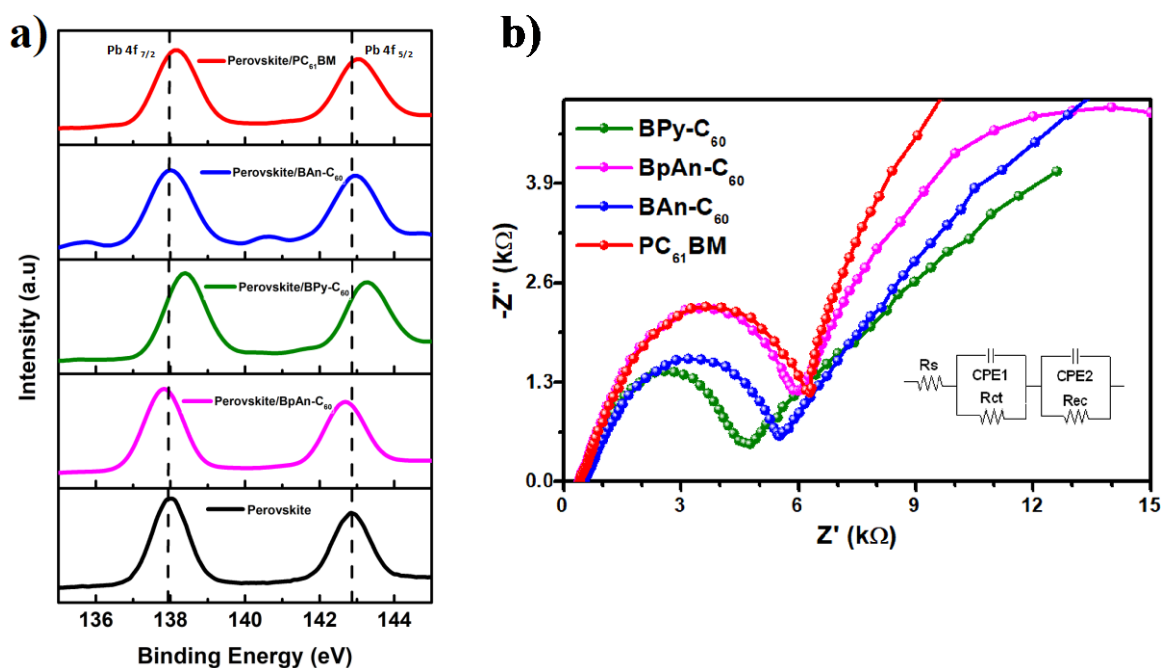 a)
Pb 4f 7/2
Pb 4f 5/2
Perovskite/PC61BM
Perovskite/BAn-C60
Perovskite/BPy-C60
Perovskite/BpAn-C60
Perovskite
Intensity (a.u)
136 138 140 142 144
Binding Energy (eV)
b)
BPy-C60
BpAn-C60
BAn-C60
PC61BM
-Z" (kΩ)
3.9
2.6
1.3
0.0
Rs
CPE1
Rct
CPE2
Rec
0 3 6 9 12 15
Z' (kΩ)